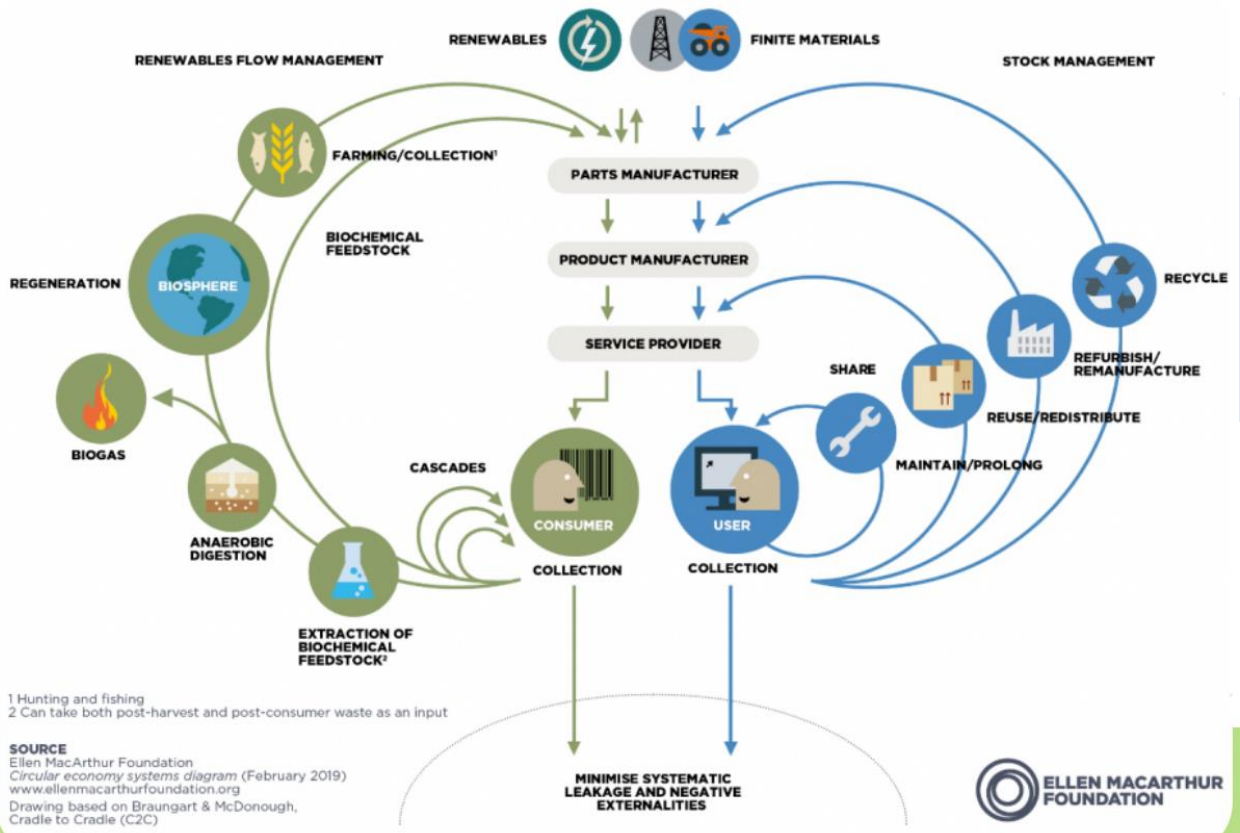 RENEWABLES
FINITE MATERIALS
RENEWABLES FLOW MANAGEMENT
STOCK MANAGEMENT
FARMING/COLLECTION¹
PARTS MANUFACTURER
BIOCHEMICAL
FEEDSTOCK
PRODUCT MANUFACTURER
REGENERATION
BIOSPHERE
RECYCLE
SERVICE PROVIDER
SHARE
REFURBISH/
REMANUFACTURE
REUSE/REDISTRIBUTE
BIOGAS
CASCADES
MAINTAIN/PROLONG
CONSUMER
USER
ANAEROBIC
DIGESTION
COLLECTION
COLLECTION
EXTRACTION OF
BIOCHEMICAL
FEEDSTOCK²
1 Hunting and fishing
2 Can take both post-harvest and post-consumer waste as an input
SOURCE
Ellen MacArthur Foundation
Circular economy systems diagram (February 2019)
www.ellenmacarthurfoundation.org
Drawing based on Braungart & McDonough,
Cradle to Cradle (C2C)
MINIMISE SYSTEMATIC
LEAKAGE AND NEGATIVE
EXTERNALITIES
ELLEN MACARTHUR
FOUNDATION